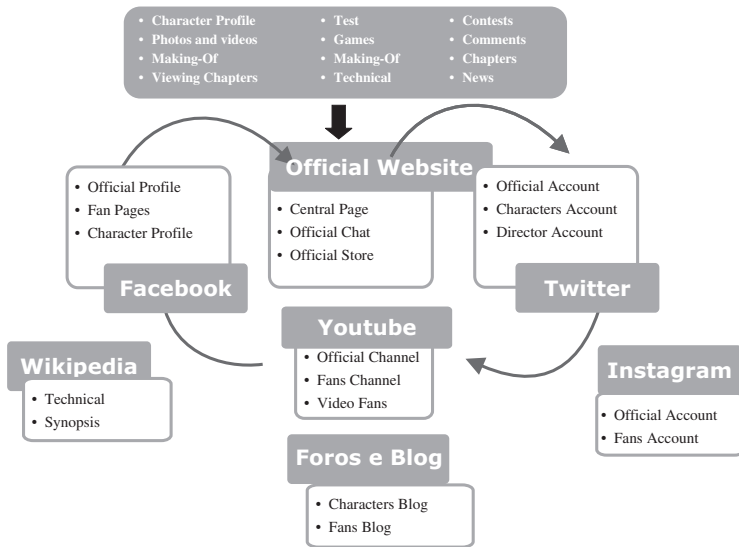 • Character Profile
• Photos and videos
• Making-Of
• Viewing Chapters
• Test
• Games
• Making-Of
• Technical
• Contests
• Comments
• Chapters
• News
• Official Profile
• Fan Pages
• Character Profile
Facebook
Official Website
• Central Page
• Official Chat
• Official Store
• Official Account
• Characters Account
• Director Account
Twitter
Youtube
• Official Channel
• Fans Channel
• Video Fans
Wikipedia
• Technical
• Synopsis
Instagram
• Official Account
• Fans Account
Foros e Blog
• Characters Blog
• Fans Blog